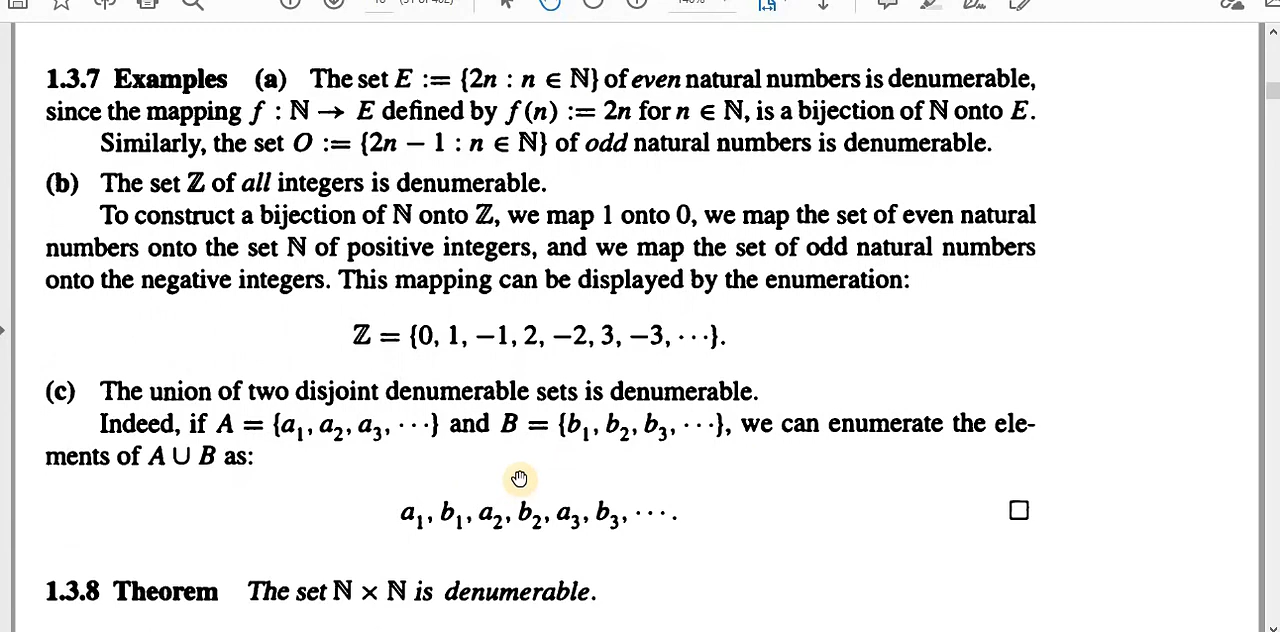 1.3.7 Examples (a) The set E := {2n : n ∈ ℕ} of even natural numbers is denumerable,
since the mapping f : ℕ → E defined by f(n) := 2n for n ∈ ℕ, is a bijection of ℕ onto E.
Similarly, the set O := {2n − 1 : n ∈ ℕ} of odd natural numbers is denumerable.
(b) The set ℤ of all integers is denumerable.
To construct a bijection of ℕ onto ℤ, we map 1 onto 0, we map the set of even natural
numbers onto the set ℕ of positive integers, and we map the set of odd natural numbers
onto the negative integers. This mapping can be displayed by the enumeration:
ℤ = {0, 1, −1, 2, −2, 3, −3, ⋯}.
(c) The union of two disjoint denumerable sets is denumerable.
Indeed, if A = {a₁, a₂, a₃, ⋯} and B = {b₁, b₂, b₃, ⋯}, we can enumerate the ele-
ments of A ∪ B as:
a₁, b₁, a₂, b₂, a₃, b₃, ⋯. □
1.3.8 Theorem The set ℕ × ℕ is denumerable.